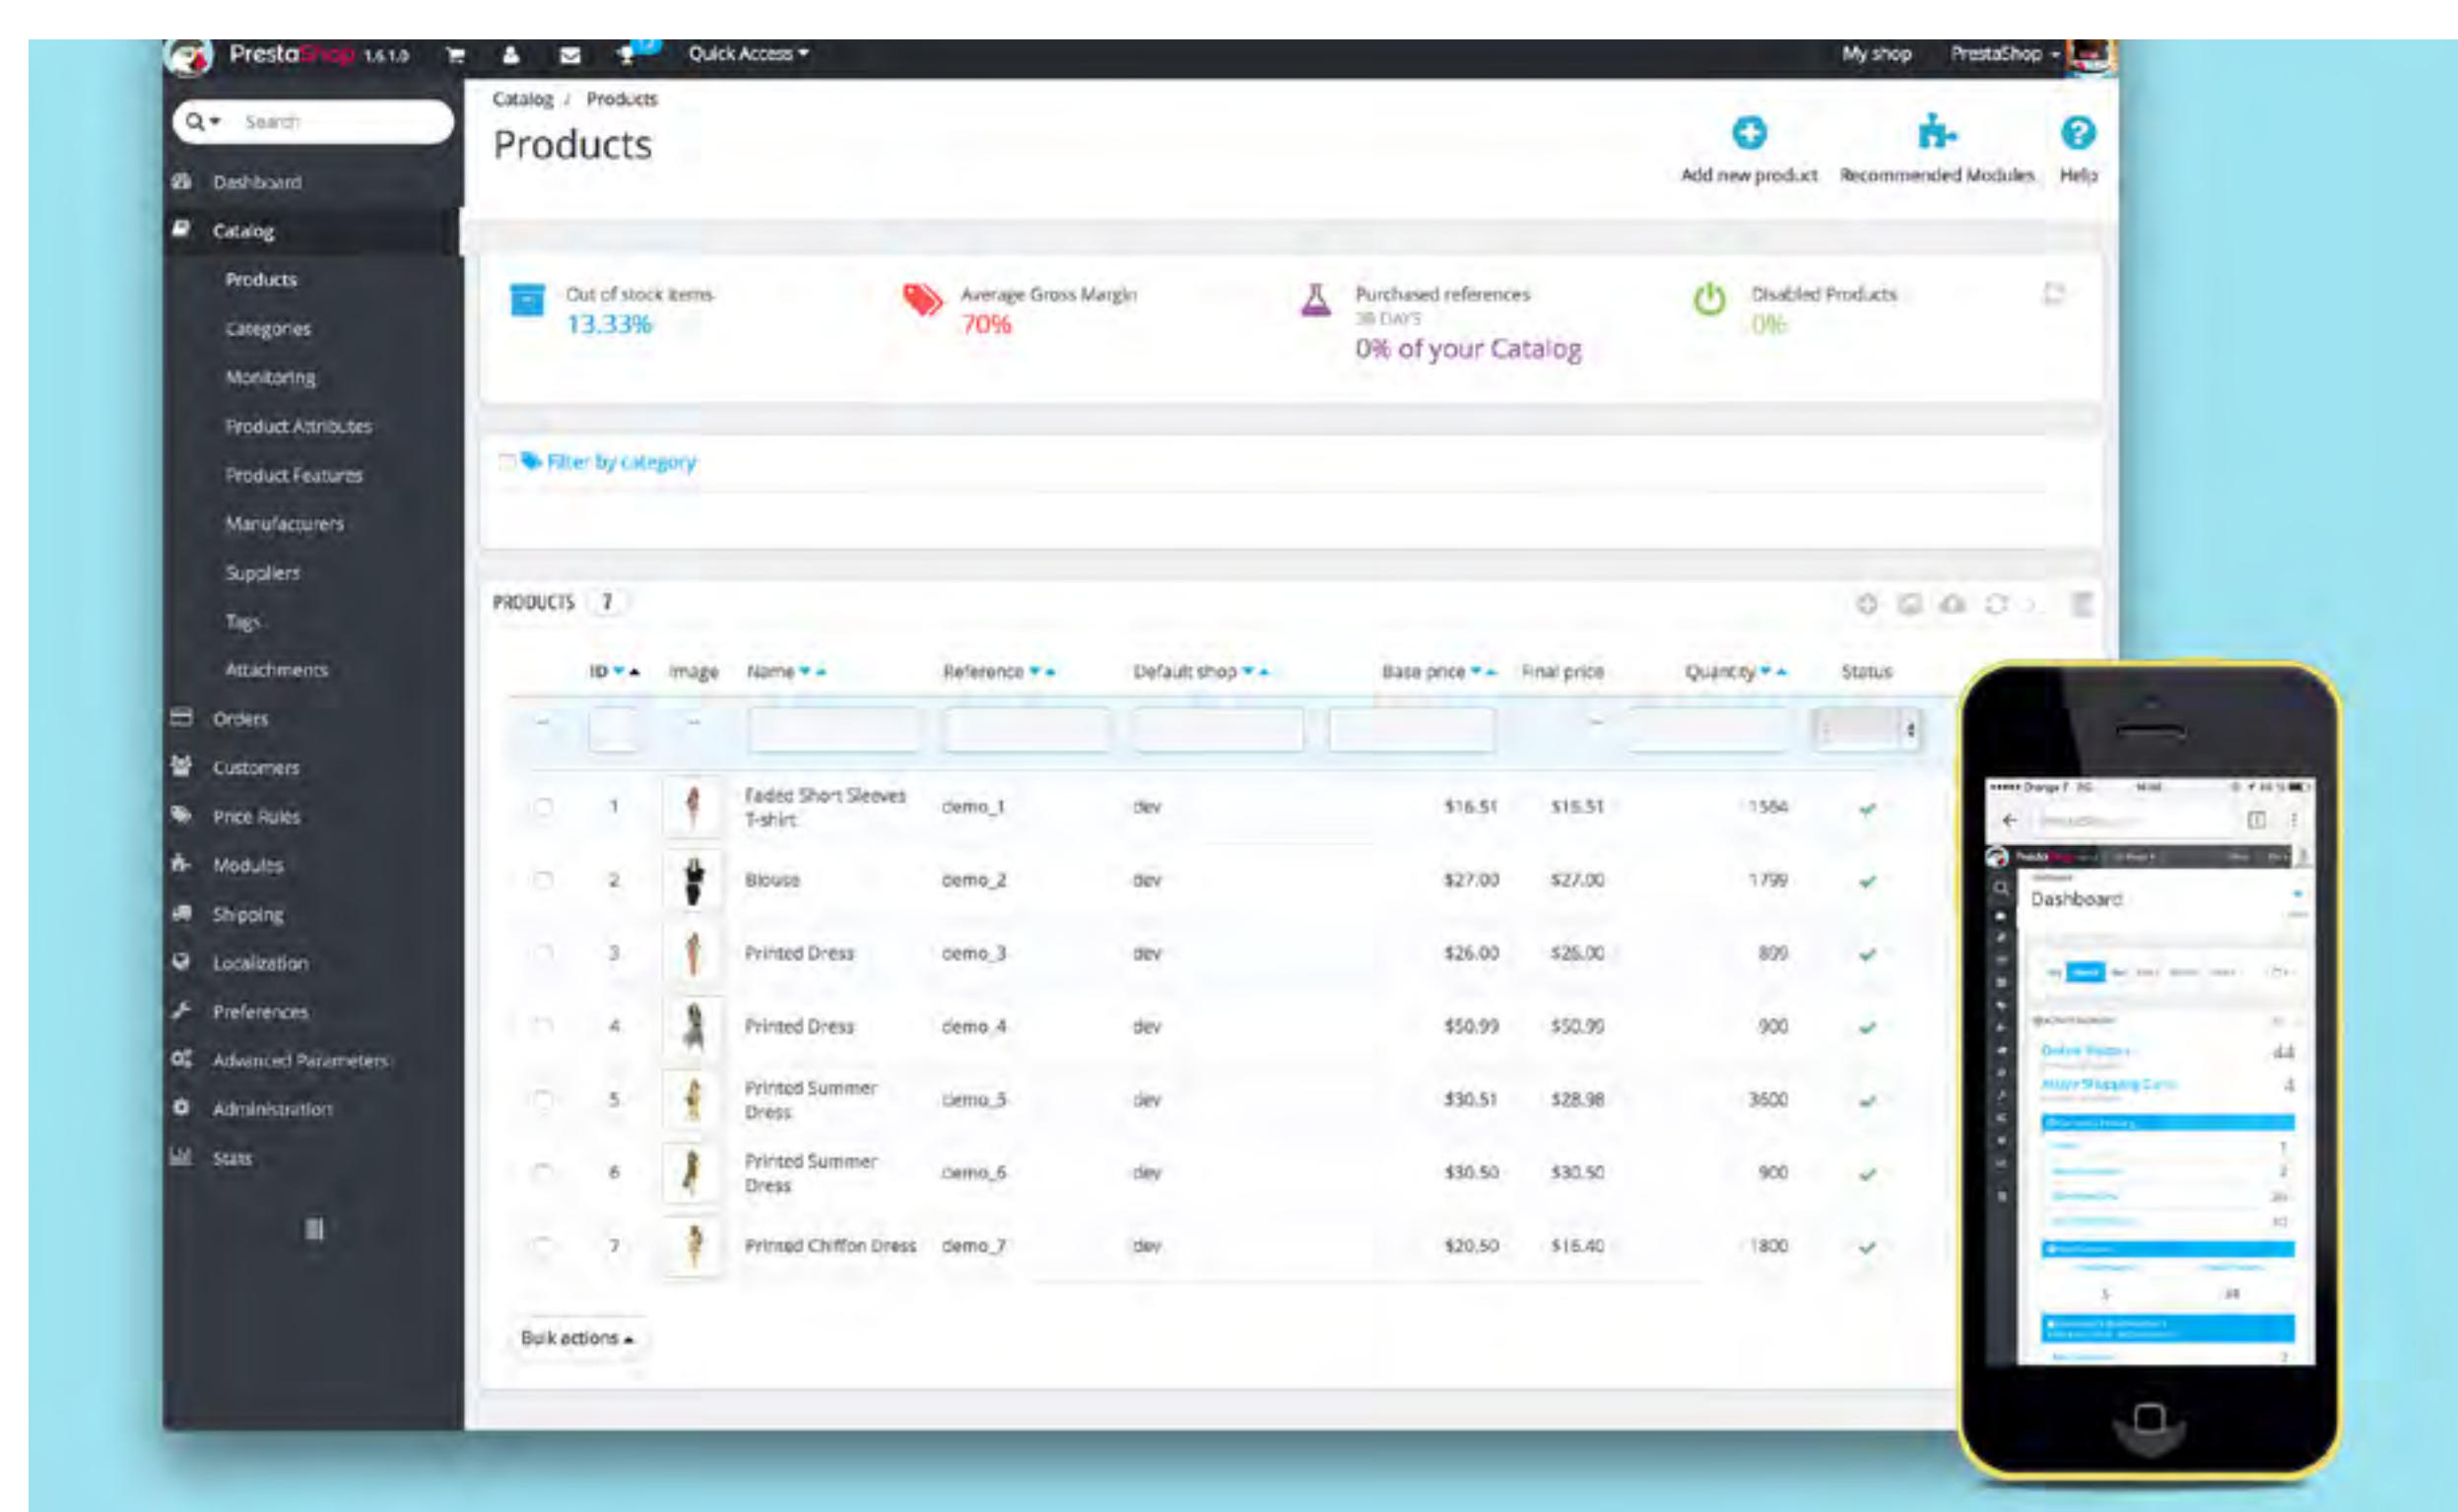 PrestaShop 1.6.1.0 Quick Access My shop PrestaShop
Search
Dashboard
Catalog
Products
Categories
Monitoring
Product Attributes
Product Features
Manufacturers
Suppliers
Tags
Attachments
Orders
Customers
Price Rules
Modules
Shipping
Localization
Preferences
Advanced Parameters
Administration
Stats
Catalog / Products
Products
Add new product Recommended Modules Help
Out of stock items
13.33%
Average Gross Margin
70%
Purchased references
30 DAYS
0% of your Catalog
Disabled Products
0%
Filter by category
PRODUCTS 7
ID Image Name Reference Default shop Base price Final price Quantity Status
-- -- --
1 Faded Short Sleeves T-shirt demo_1 dev $16.51 $16.51 1564
2 Blouse demo_2 dev $27.00 $27.00 1799
3 Printed Dress demo_3 dev $26.00 $26.00 899
4 Printed Dress demo_4 dev $50.99 $50.99 900
5 Printed Summer Dress demo_5 dev $30.51 $28.98 3600
6 Printed Summer Dress demo_6 dev $30.50 $30.50 900
7 Printed Chiffon Dress demo_7 dev $20.50 $16.40 1800
Bulk actions
Orange
Dashboard
Online Visitors 44
Active Shopping Carts 4